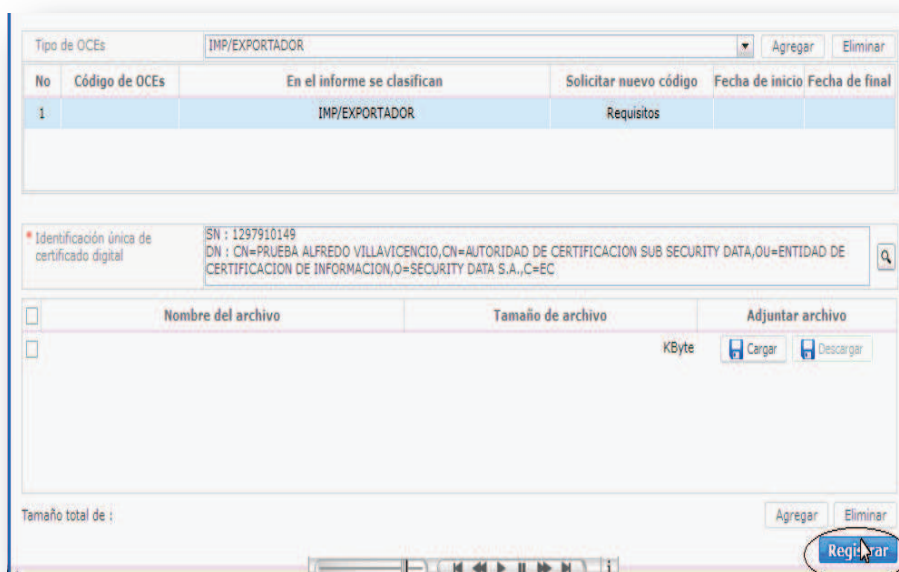 Tipo de OCEs IMP/EXPORTADOR Agregar Eliminar
No Código de OCEs En el informe se clasifican Solicitar nuevo código Fecha de inicio Fecha de final
1 IMP/EXPORTADOR Requisitos
* Identificación única de certificado digital
SN : 1297910149
DN : CN=PRUEBA ALFREDO VILLAVICENCIO,CN=AUTORIDAD DE CERTIFICACION SUB SECURITY DATA,OU=ENTIDAD DE
CERTIFICACION DE INFORMACION,O=SECURITY DATA S.A.,C=EC
Nombre del archivo Tamaño de archivo Adjuntar archivo
KByte Cargar Descargar
Tamaño total de : Agregar Eliminar
Registrar
i